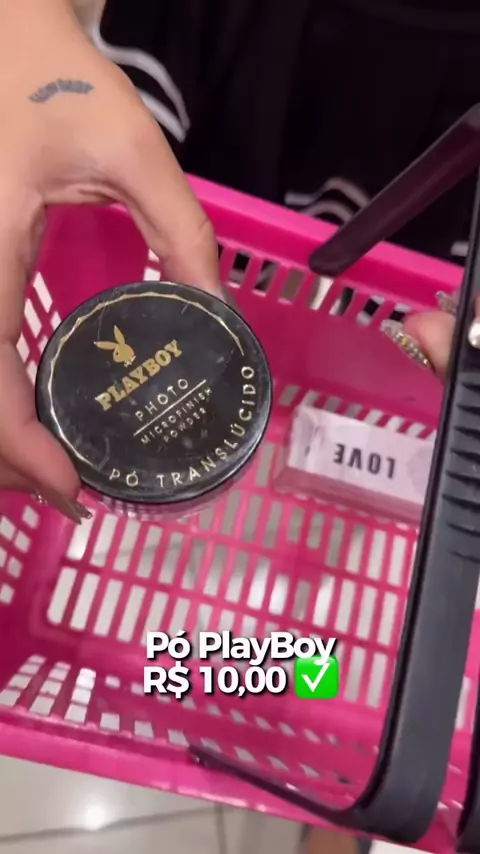 PLAYBOY
PHOTO
MICROFINISH
POWDER
PÓ TRANSLÚCIDO
LOVE
Pó PlayBoy
R$ 10,00 ✅